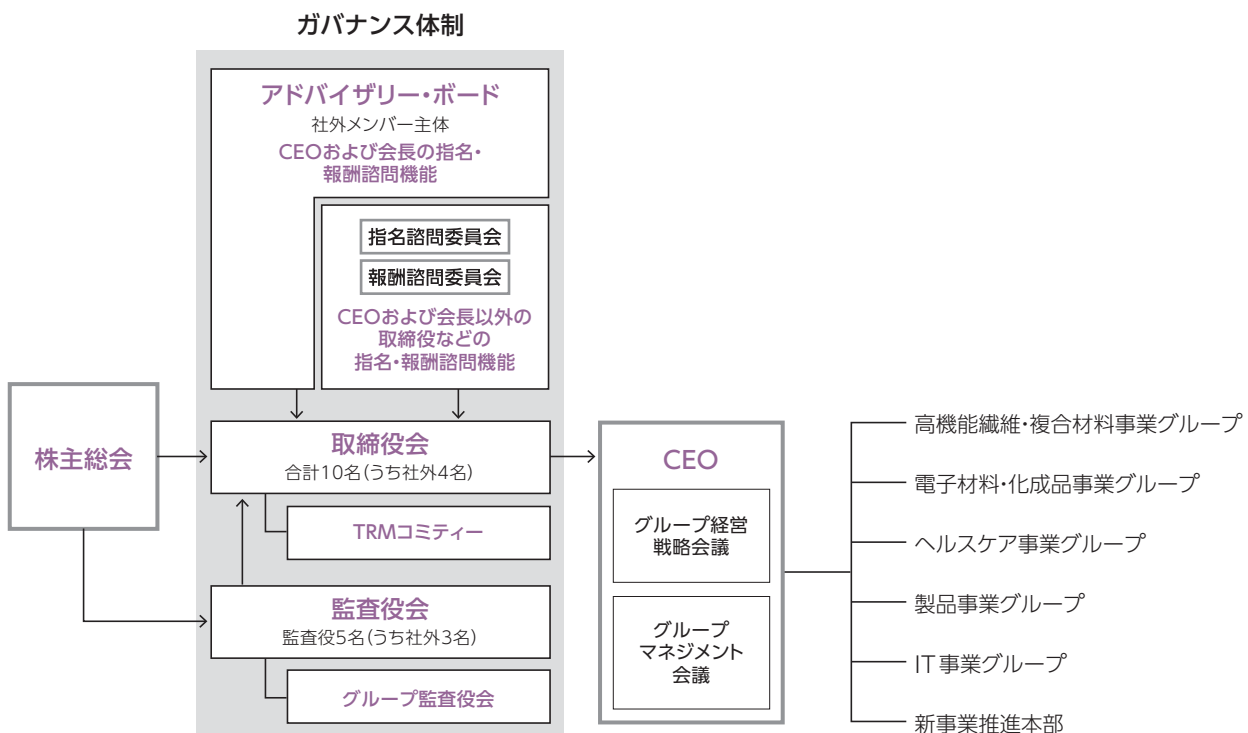 ガバナンス体制
アドバイザリー・ボード
社外メンバー主体
CEOおよび会長の指名・
報酬諮問機能
指名諮問委員会
報酬諮問委員会
CEOおよび会長以外の
取締役などの
指名・報酬諮問機能
株主総会
取締役会
合計10名(うち社外4名)
TRMコミティー
監査役会
監査役5名(うち社外3名)
グループ監査役会
CEO
グループ経営
戦略会議
グループ
マネジメント
会議
高機能繊維・複合材料事業グループ
電子材料・化成品事業グループ
ヘルスケア事業グループ
製品事業グループ
IT事業グループ
新事業推進本部